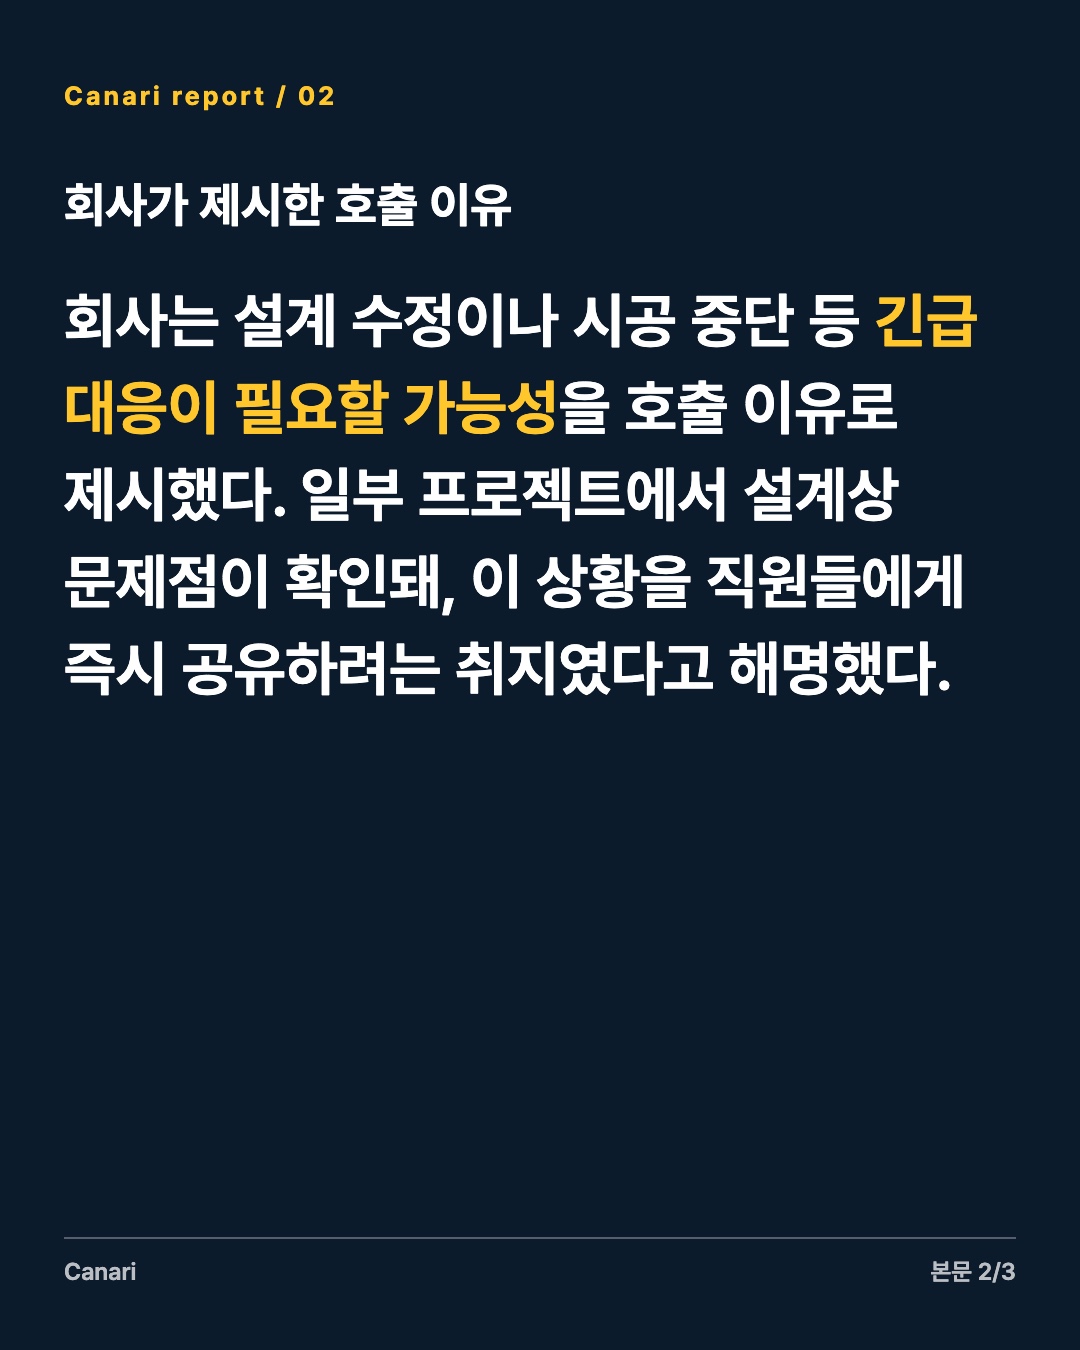 Canari report / 02
회사가 제시한 호출 이유
회사는 설계 수정이나 시공 중단 등 긴급
대응이 필요할 가능성을 호출 이유로
제시했다. 일부 프로젝트에서 설계상
문제점이 확인돼, 이 상황을 직원들에게
즉시 공유하려는 취지였다고 해명했다.
Canari
본문 2/3